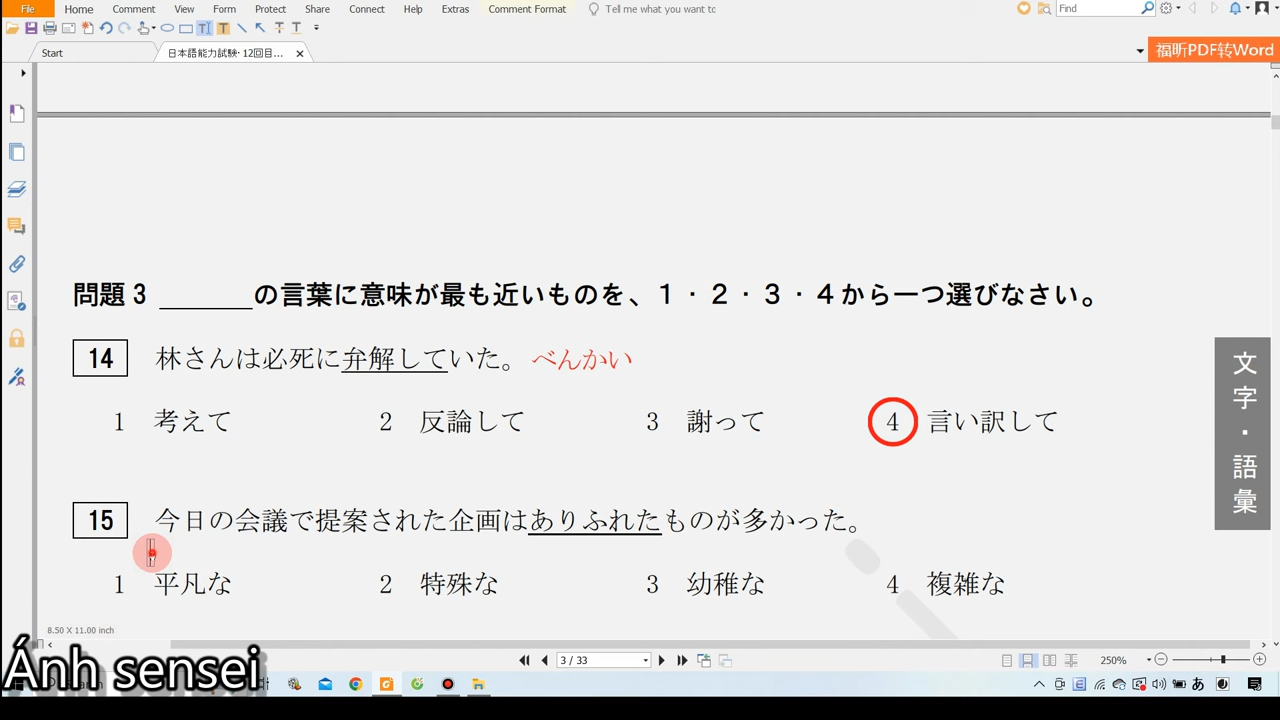 File Home Comment View Form Protect Share Connect Help Extras Comment Format Tell me what you want to Find
Start 日本語能力試験· 12回目... 福昕PDF转Word
問題３ の言葉に意味が最も近いものを、１・２・３・４から一つ選びなさい。
14 林さんは必死に弁解していた。 べんかい
1 考えて 2 反論して 3 謝って 4 言い訳して
15 今日の会議で提案された企画はありふれたものが多かった。
1 平凡な 2 特殊な 3 幼稚な 4 複雑な
文字・語彙
8.50 X 11.00 inch
3 / 33 250%
Ánh sensei
あ